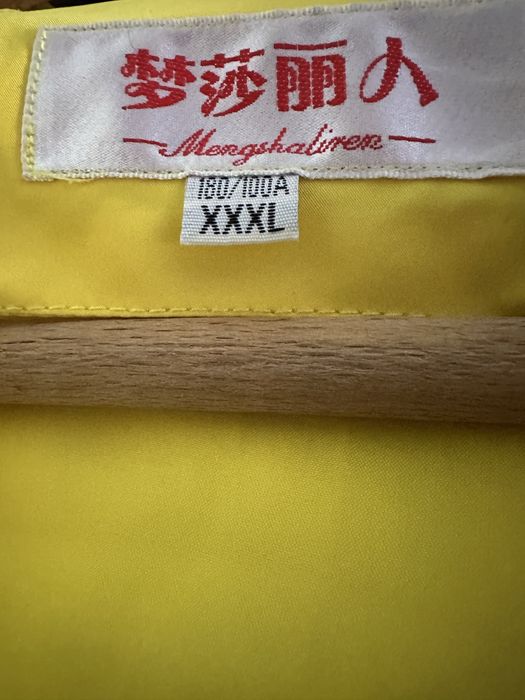 梦莎丽人
Mengshaliren
180/100A
XXXL